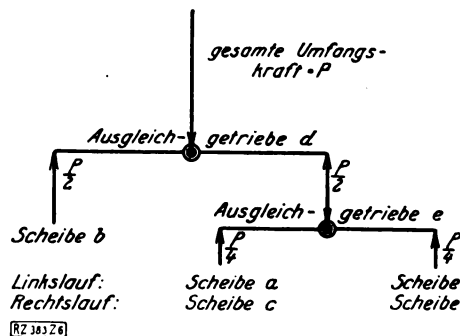 gesamte Umfangs-
kraft = P
Ausgleich- getriebe d
P/2 P/2
Ausgleich- getriebe e
Scheibe b P/4 P/4
Linkslauf: Scheibe a Scheibe
Rechtslauf: Scheibe c Scheibe
RZ 383 Z6